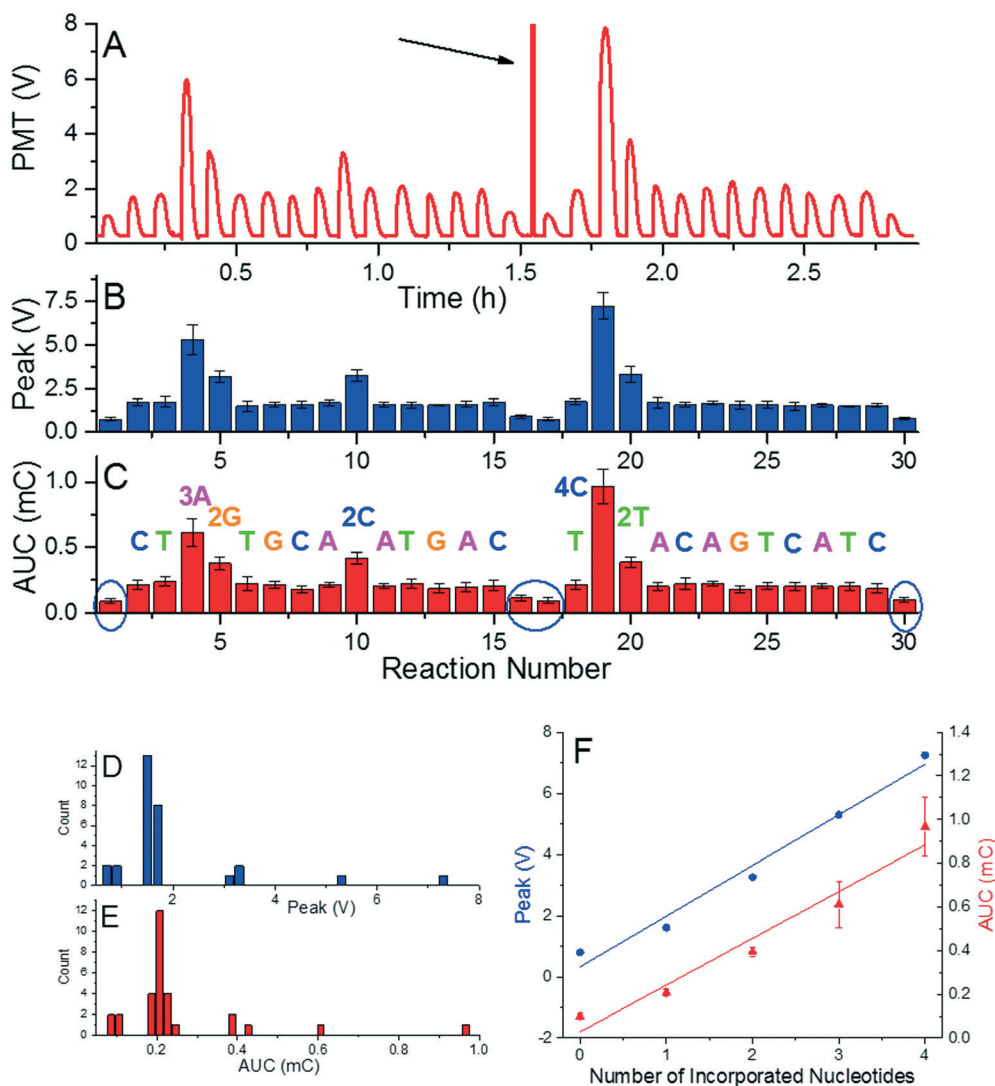 A
PMT (V)
8
6
4
2
0
0.5 1.0 1.5 2.0 2.5
Time (h)
B
Peak (V)
7.5
5.0
2.5
0.0
5 10 15 20 25 30
C
AUC (mC)
1.0
0.5
0.0
3A 4C
2G 2C 2T
C T T G C A A T G A C T A C A G T C A T C
5 10 15 20 25 30
Reaction Number
D
Count
12
10
8
6
4
2
0
2 4 6 8
Peak (V)
E
Count
12
10
8
6
4
2
0
0.2 0.4 0.6 0.8 1.0
AUC (mC)
F
Peak (V)
8
6
4
2
0
-2
AUC (mC)
1.4
1.2
1.0
0.8
0.6
0.4
0.2
0.0
0 1 2 3 4
Number of Incorporated Nucleotides